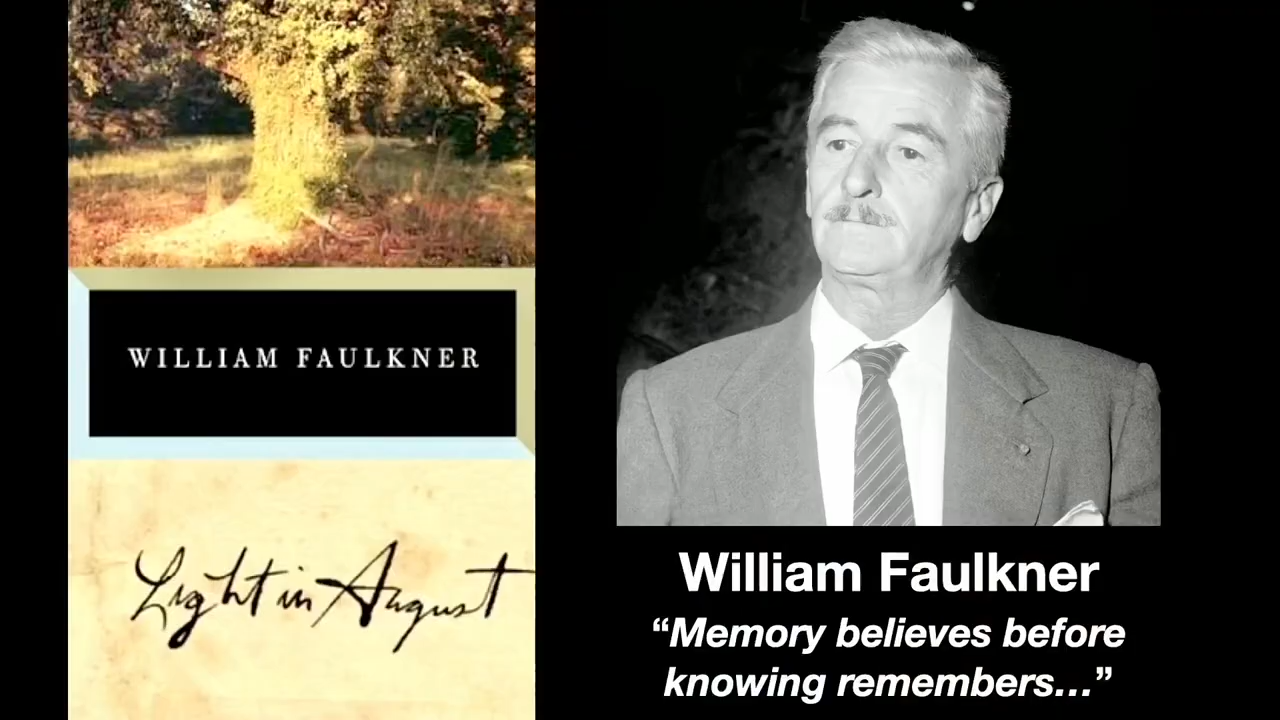 WILLIAM FAULKNER
Light in August
William Faulkner
“Memory believes before
knowing remembers...”